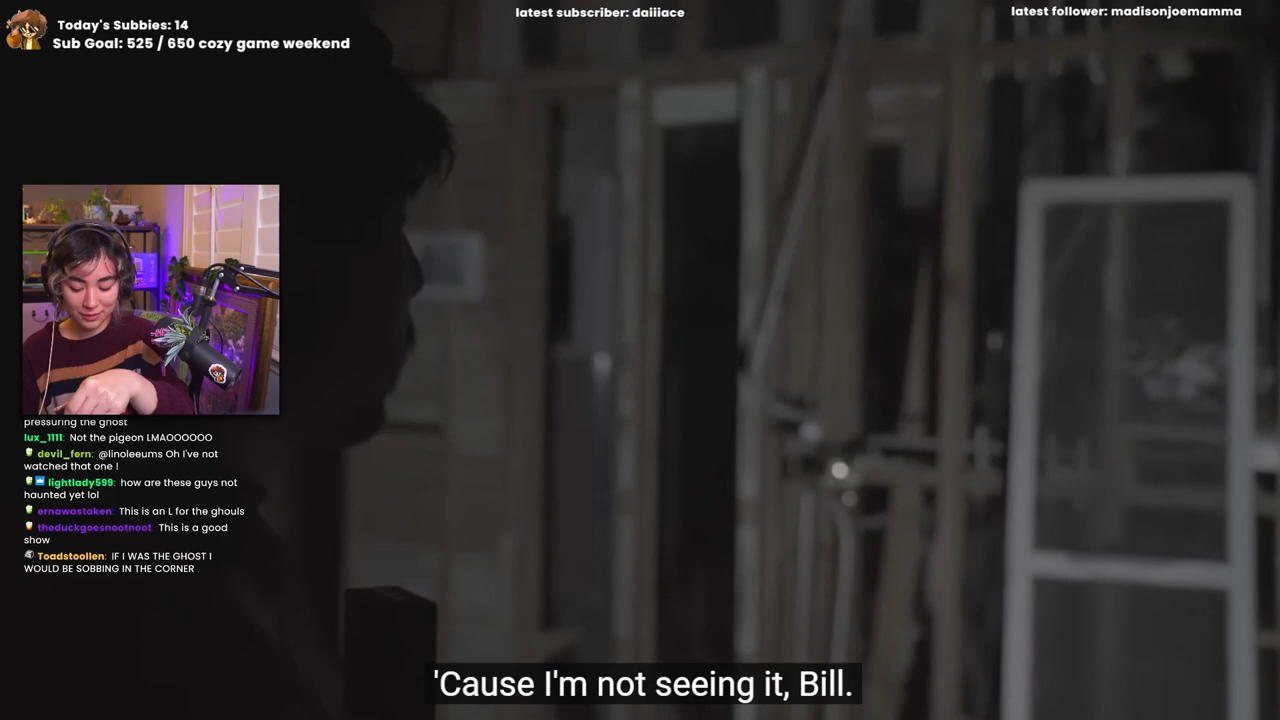 Today's Subbies: 14
Sub Goal: 525 / 650 cozy game weekend
latest subscriber: daiiiace
latest follower: madisonjoemamma
pressuring the ghost
lux_1111: Not the pigeon LMAOOOOOO
devil_fern: @linoleeums Oh I've not
watched that one !
lightlady599: how are these guys not
haunted yet lol
ernawastaken: This is an L for the ghouls
theduckgoesnootnoot: This is a good
show
Toadstoollen: IF I WAS THE GHOST I
WOULD BE SOBBING IN THE CORNER
'Cause I'm not seeing it, Bill.